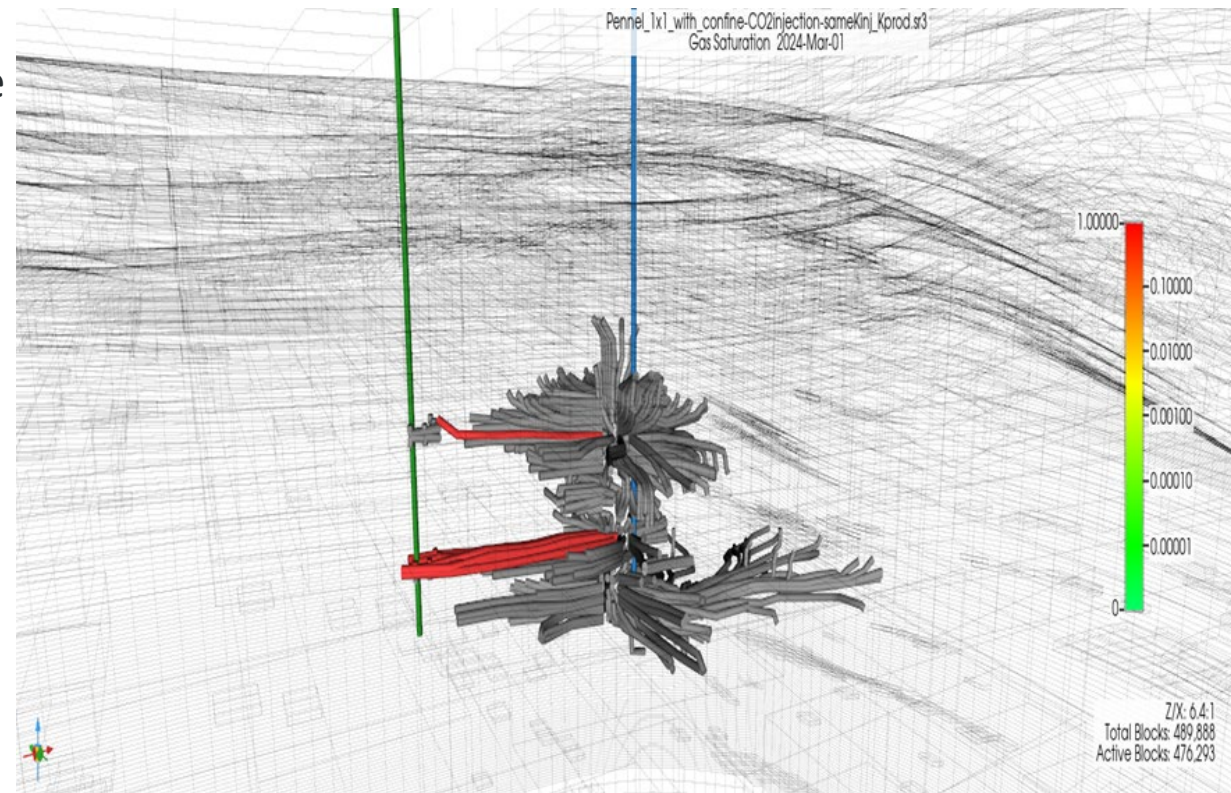 e
Pennel_1x1_with_confine-CO2injection-sameKinj_Kprod.sr3
Gas Saturation 2024-Mar-01
1.00000
0.10000
0.01000
0.00100
0.00010
0.00001
0
Z/X: 6.4:1
Total Blocks: 489,888
Active Blocks: 476,293